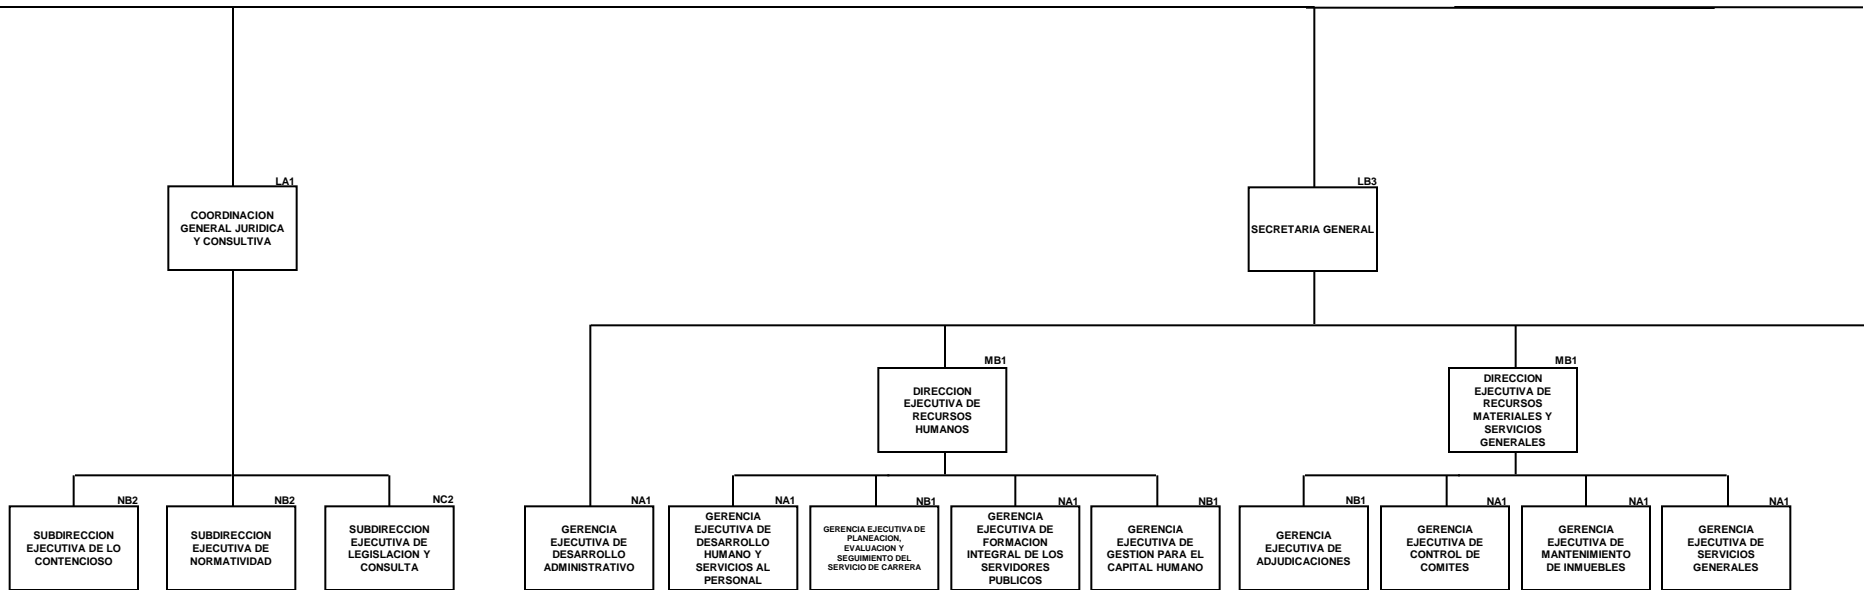 LA1
COORDINACION
GENERAL JURIDICA
Y CONSULTIVA
LB3
SECRETARIA GENERAL
MB1
DIRECCION
EJECUTIVA DE
RECURSOS
HUMANOS
MB1
DIRECCION
EJECUTIVA DE
RECURSOS
MATERIALES Y
SERVICIOS
GENERALES
NB2
SUBDIRECCION
EJECUTIVA DE LO
CONTENCIOSO
NB2
SUBDIRECCION
EJECUTIVA DE
NORMATIVIDAD
NC2
SUBDIRECCION
EJECUTIVA DE
LEGISLACION Y
CONSULTA
NA1
GERENCIA
EJECUTIVA DE
DESARROLLO
ADMINISTRATIVO
NA1
GERENCIA
EJECUTIVA DE
DESARROLLO
HUMANO Y
SERVICIOS AL
PERSONAL
NB1
GERENCIA EJECUTIVA DE
PLANEACION,
EVALUACION Y
SEGUIMIENTO DEL
SERVICIO DE CARRERA
NA1
GERENCIA
EJECUTIVA DE
FORMACION
INTEGRAL DE LOS
SERVIDORES
PUBLICOS
NB1
GERENCIA
EJECUTIVA DE
GESTION PARA EL
CAPITAL HUMANO
NB1
GERENCIA
EJECUTIVA DE
ADJUDICACIONES
NA1
GERENCIA
EJECUTIVA DE
CONTROL DE
COMITES
NA1
GERENCIA
EJECUTIVA DE
MANTENIMIENTO
DE INMUEBLES
NA1
GERENCIA
EJECUTIVA DE
SERVICIOS
GENERALES